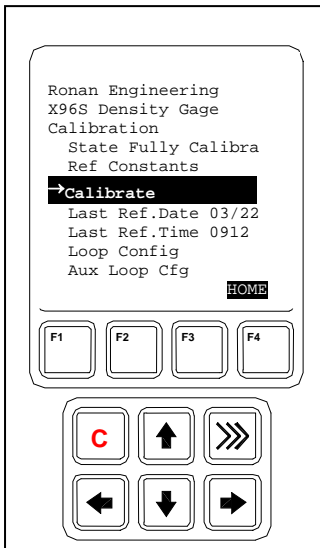 Ronan Engineering
X96S Density Gage
Calibration
State Fully Calibra
Ref Constants
→Calibrate
Last Ref.Date 03/22
Last Ref.Time 0912
Loop Config
Aux Loop Cfg
HOME
F1 F2 F3 F4
C